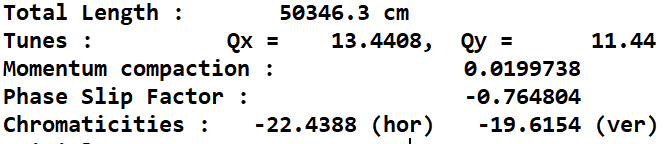 Total Length : 50346.3 cm
Tunes : Qx = 13.4408, Qy = 11.44
Momentum compaction : 0.0199738
Phase Slip Factor : -0.764804
Chromaticities : -22.4388 (hor) -19.6154 (ver)